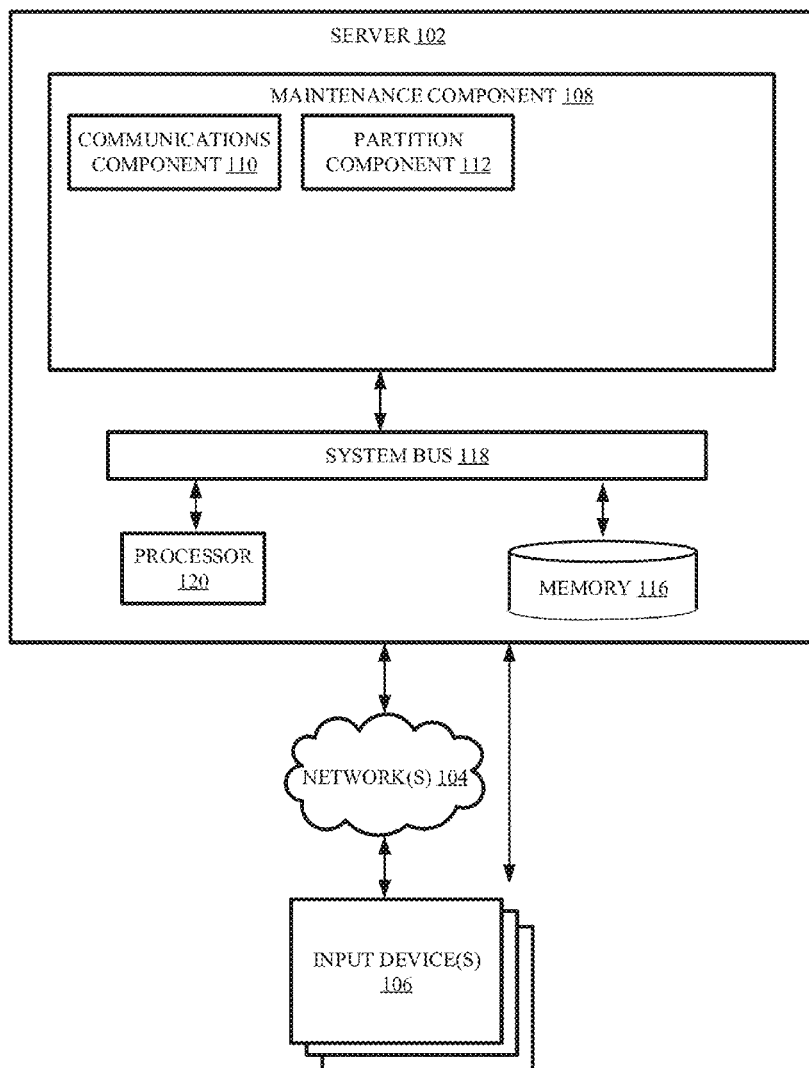 SERVER 102
MAINTENANCE COMPONENT 108
COMMUNICATIONS
COMPONENT 110
PARTITION
COMPONENT 112
SYSTEM BUS 118
PROCESSOR
120
MEMORY 116
NETWORK(S) 104
INPUT DEVICE(S)
106